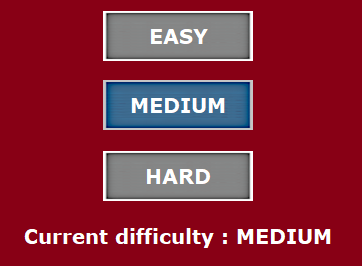 EASY
MEDIUM
HARD
Current difficulty : MEDIUM